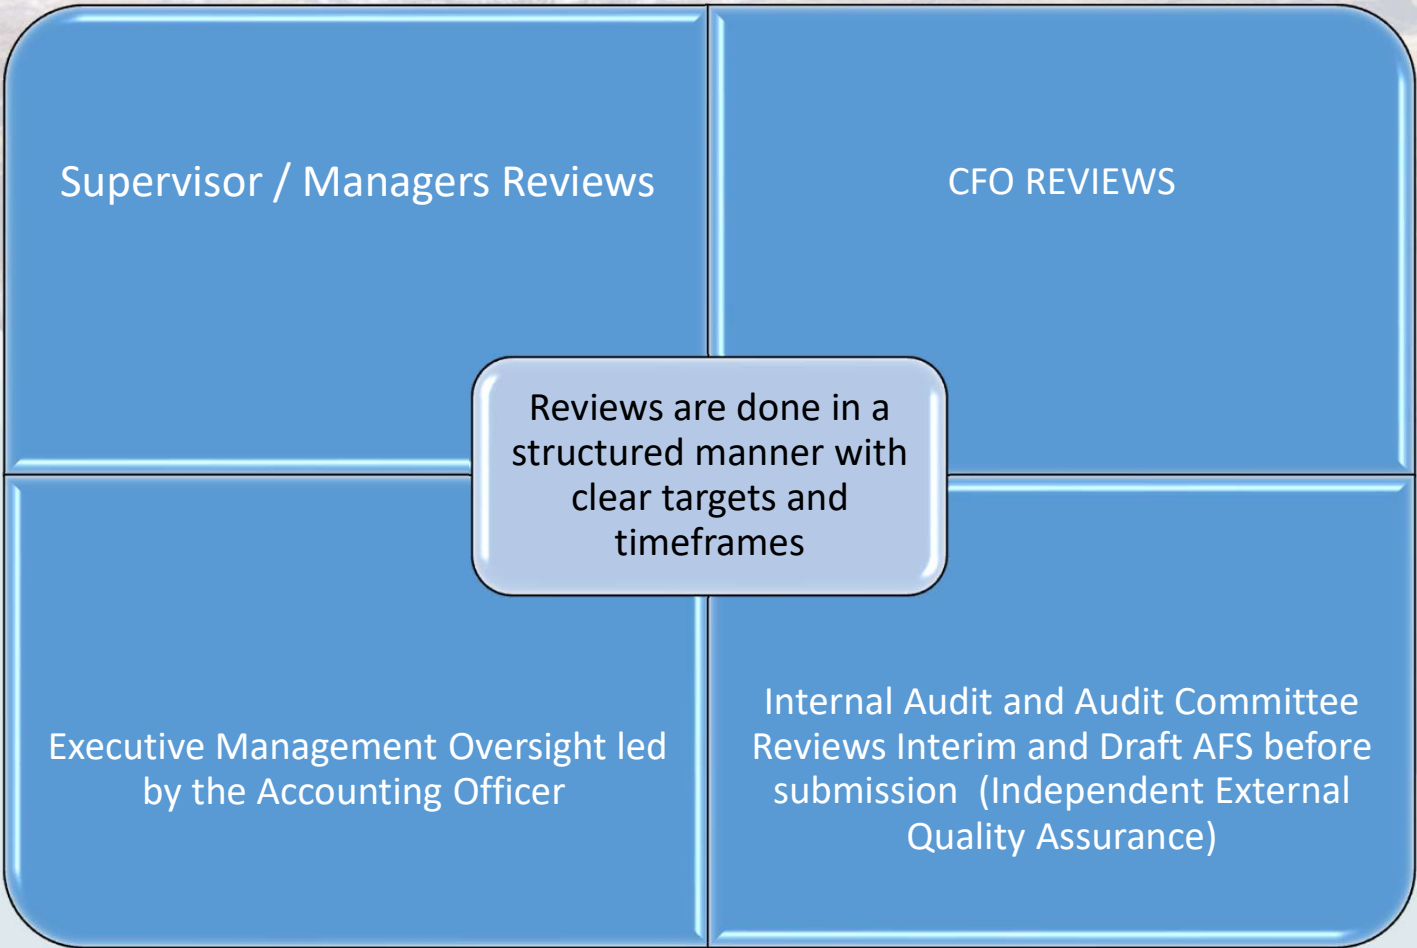 Supervisor / Managers Reviews
CFO REVIEWS
Reviews are done in a
structured manner with
clear targets and
timeframes
Executive Management Oversight led
by the Accounting Officer
Internal Audit and Audit Committee
Reviews Interim and Draft AFS before
submission  (Independent External
Quality Assurance)